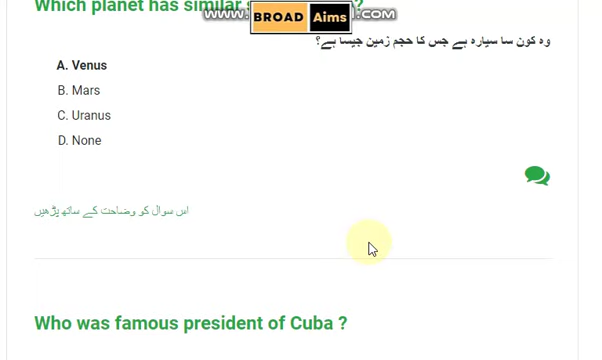 Which planet has similar s ?
www. BROAD Aims l.com
وہ کون سا سیارہ ہے جس کا حجم زمین جیسا ہے؟
A. Venus
B. Mars
C. Uranus
D. None
اس سوال کو وضاحت کے ساتھ پڑھیں
Who was famous president of Cuba ?